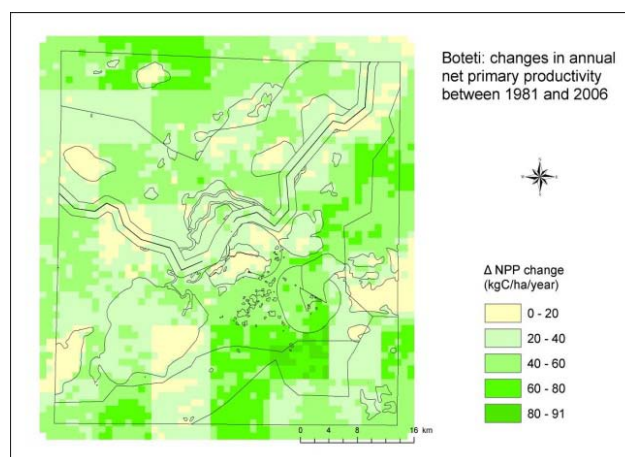 Boteti: changes in annual
net primary productivity
between 1981 and 2006
Δ NPP change
(kgC/ha/year)
0 - 20
20 - 40
40 - 60
60 - 80
80 - 91
0 4 8 16 km